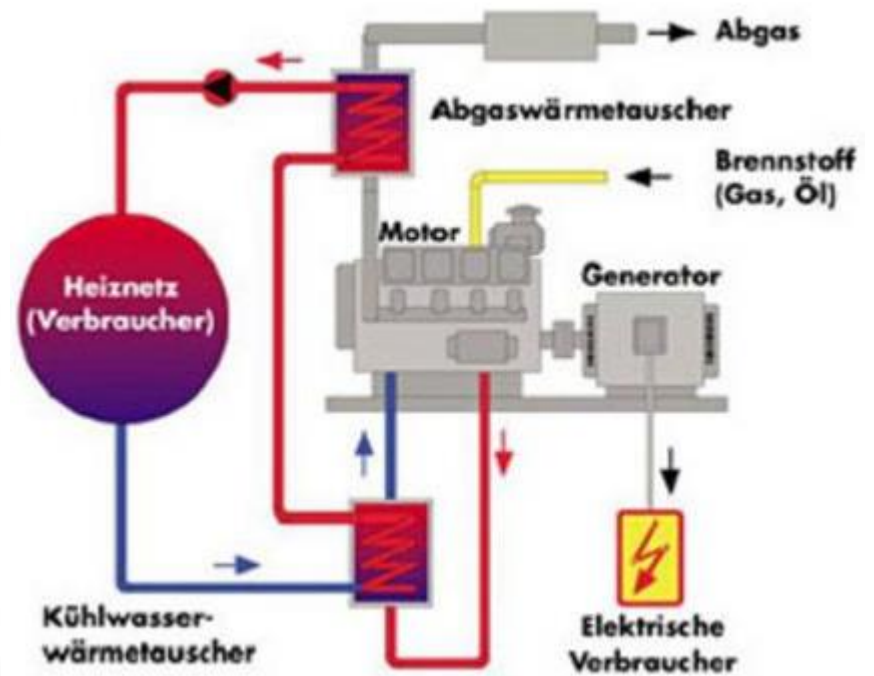 Abgas
Abgaswärmetauscher
Brennstoff
(Gas, Öl)
Motor
Generator
Heiznetz
(Verbraucher)
Kühlwasser-
wärmetauscher
Elektrische
Verbraucher